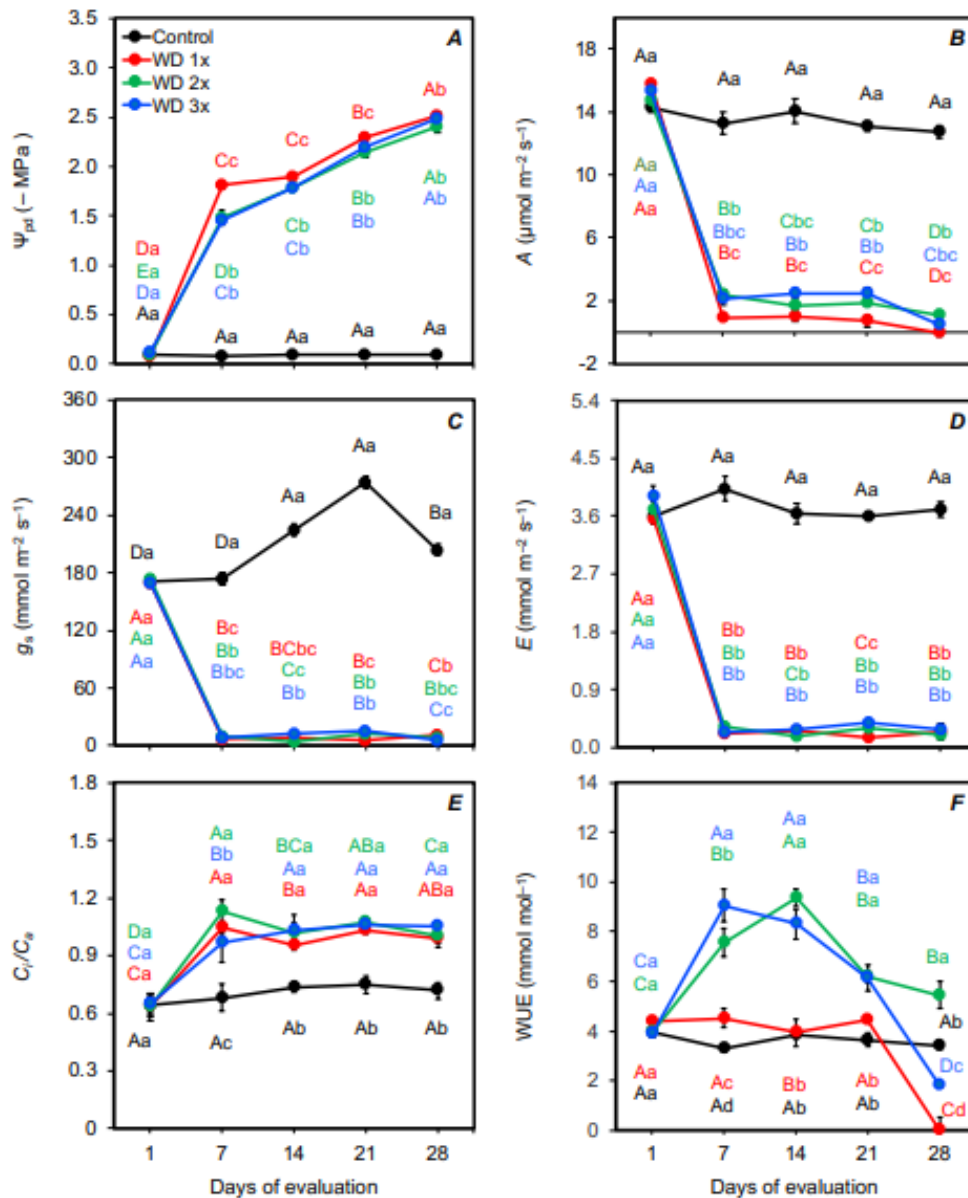 A
Control
WD 1x
WD 2x
WD 3x
3.5
3.0
2.5
2.0
1.5
1.0
0.5
0.0
Ψpd (– MPa)
Da
Ea
Da
Aa
Cc
Db
Cb
Aa
Cc
Cb
Cb
Aa
Bc
Bb
Bb
Aa
Ab
Ab
Ab
Aa
B
18
14
10
6
2
-2
A (µmol m⁻² s⁻¹)
Aa
Aa
Aa
Aa
Aa
Aa
Aa
Aa
Bb
Bbc
Bc
Cbc
Bb
Bc
Cb
Bb
Cc
Db
Cbc
Dc
C
360
300
240
180
120
60
0
gs (mmol m⁻² s⁻¹)
Da
Da
Aa
Aa
Ba
Aa
Aa
Aa
Bc
Bb
Bbc
BCbc
Cc
Bb
Bc
Bb
Bb
Cb
Bbc
Cc
D
5.4
4.5
3.6
2.7
1.8
0.9
0.0
E (mmol m⁻² s⁻¹)
Aa
Aa
Aa
Aa
Aa
Aa
Aa
Aa
Bb
Bb
Bb
Bb
Cb
Bb
Cc
Bb
Bb
Bb
Bb
Bb
E
1.8
1.5
1.2
0.9
0.6
0.3
0
Ci/Ca
Da
Ca
Ca
Aa
Aa
Bb
Aa
Ac
BCa
Aa
Ba
Ab
ABa
Aa
Aa
Ab
Ca
Aa
ABa
Ab
1
7
14
21
28
Days of evaluation
F
14
12
10
8
6
4
2
0
WUE (mmol mol⁻¹)
Ca
Ca
Aa
Aa
Aa
Bb
Ac
Ad
Aa
Aa
Bb
Ab
Ba
Ba
Ab
Ab
Ba
Ab
Dc
Cd
1
7
14
21
28
Days of evaluation